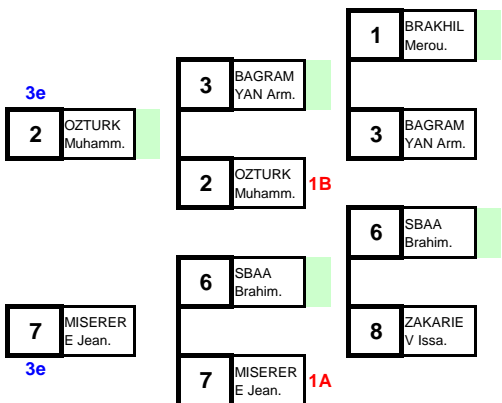 3e
2
OZTURK
Muhamm.
7
MISERER
E Jean.
3e
3
BAGRAM
YAN Arm.
2
OZTURK
Muhamm.
1B
6
SBAA
Brahim.
7
MISERER
E Jean.
1A
1
BRAKHIL
Merou.
3
BAGRAM
YAN Arm.
6
SBAA
Brahim.
8
ZAKARIE
V Issa.